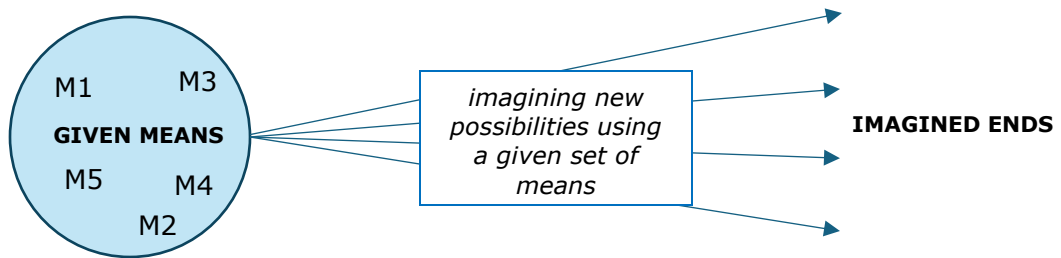 M1
M3
GIVEN MEANS
M5
M4
M2
imagining new
possibilities using
a given set of
means
IMAGINED ENDS